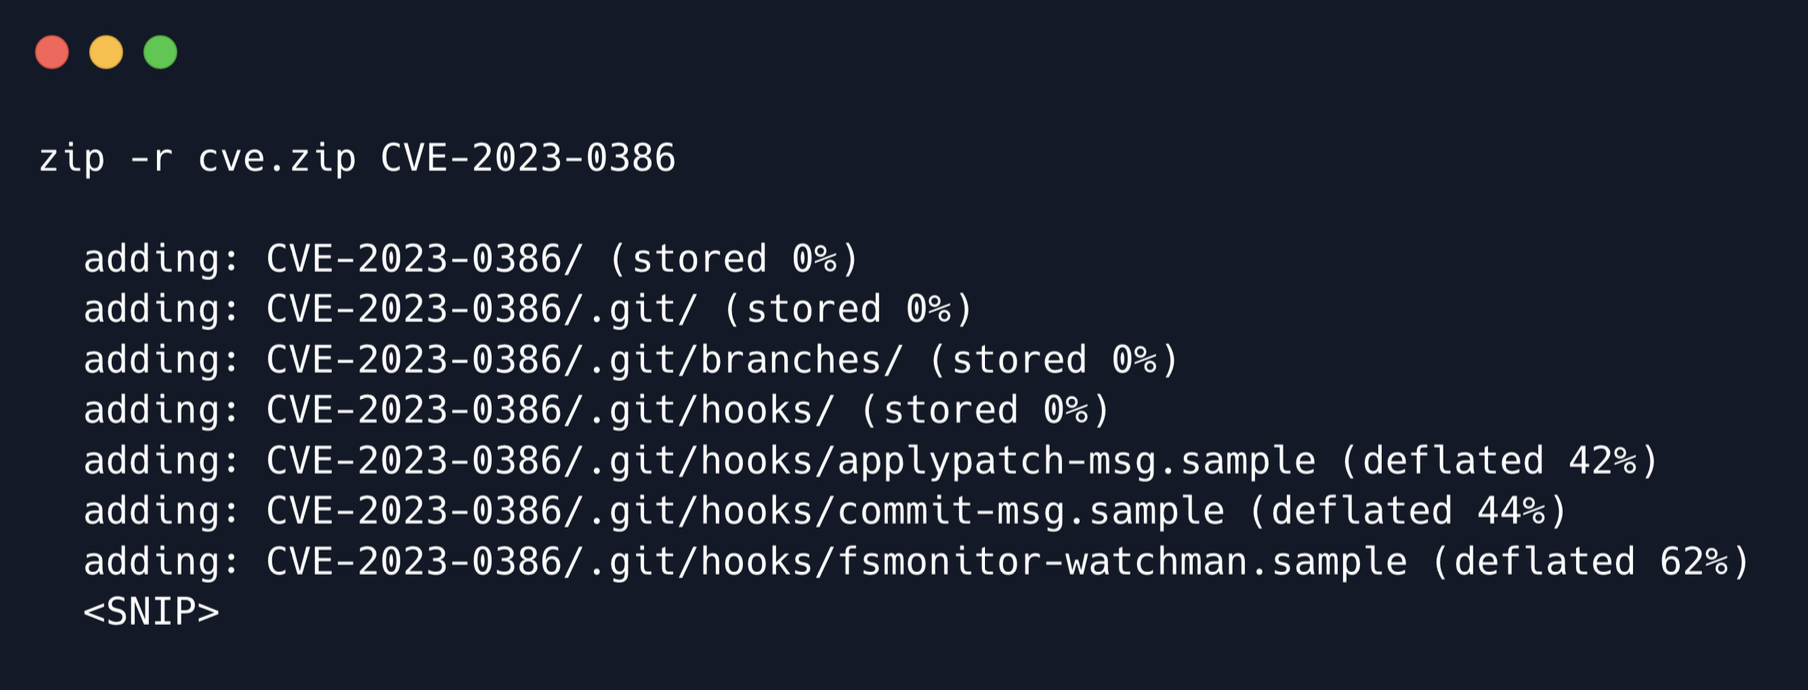 zip -r cve.zip CVE-2023-0386
adding: CVE-2023-0386/ (stored 0%)
adding: CVE-2023-0386/.git/ (stored 0%)
adding: CVE-2023-0386/.git/branches/ (stored 0%)
adding: CVE-2023-0386/.git/hooks/ (stored 0%)
adding: CVE-2023-0386/.git/hooks/applypatch-msg.sample (deflated 42%)
adding: CVE-2023-0386/.git/hooks/commit-msg.sample (deflated 44%)
adding: CVE-2023-0386/.git/hooks/fsmonitor-watchman.sample (deflated 62%)
<SNIP>